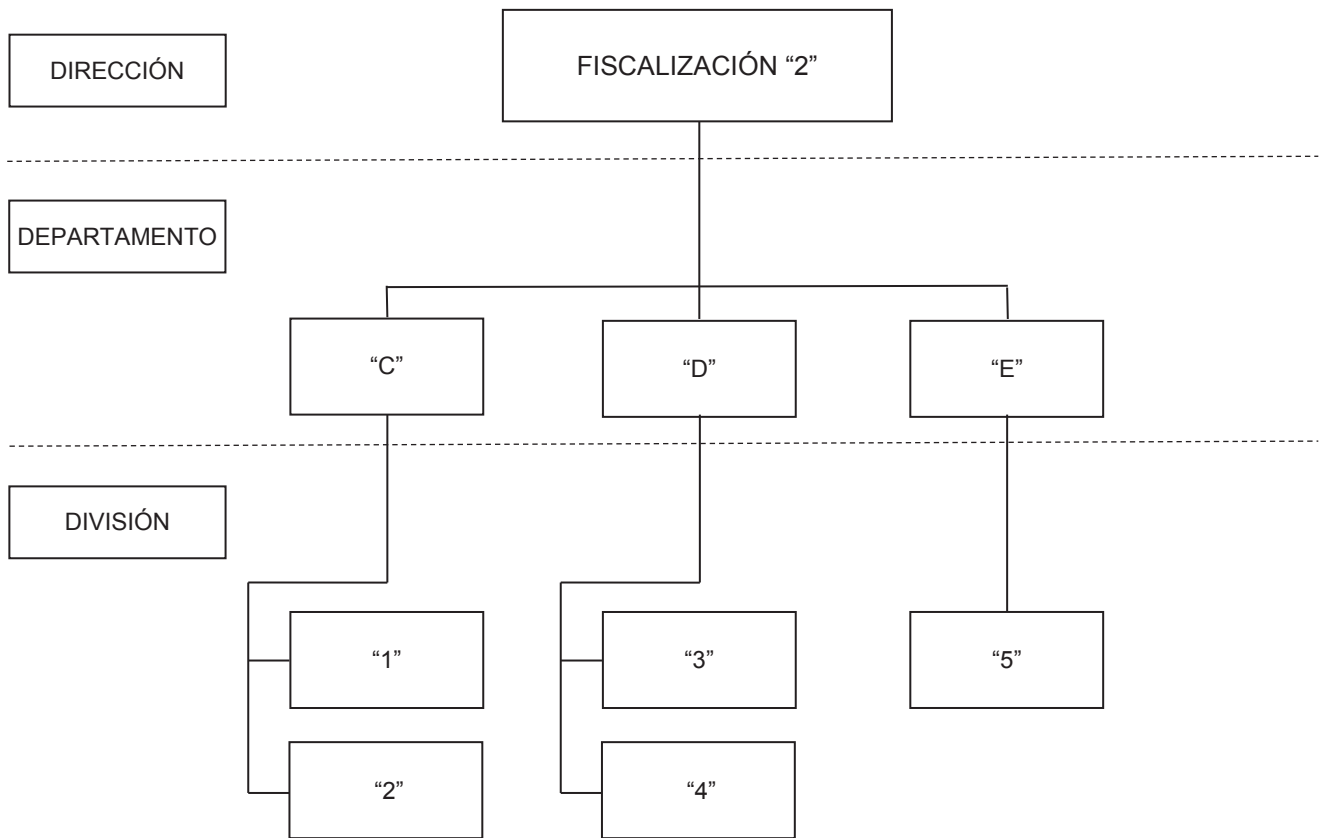 DIRECCIÓN
FISCALIZACIÓN “2”
DEPARTAMENTO
“C”
“D”
“E”
DIVISIÓN
“1”
“3”
“5”
“2”
“4”